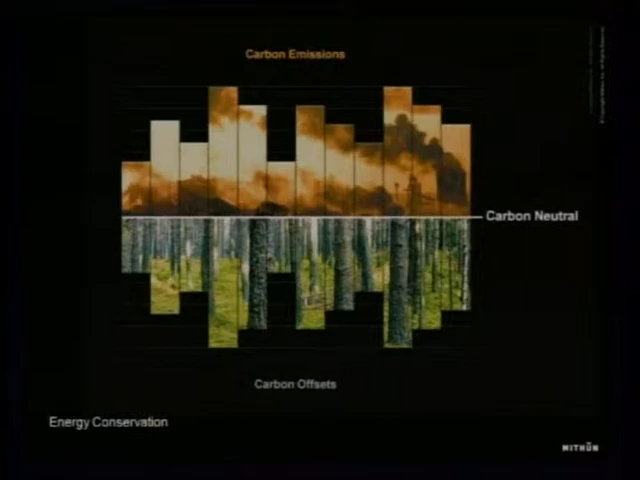 Carbon Emissions
Carbon Neutral
Carbon Offsets
Energy Conservation
MITHŪN